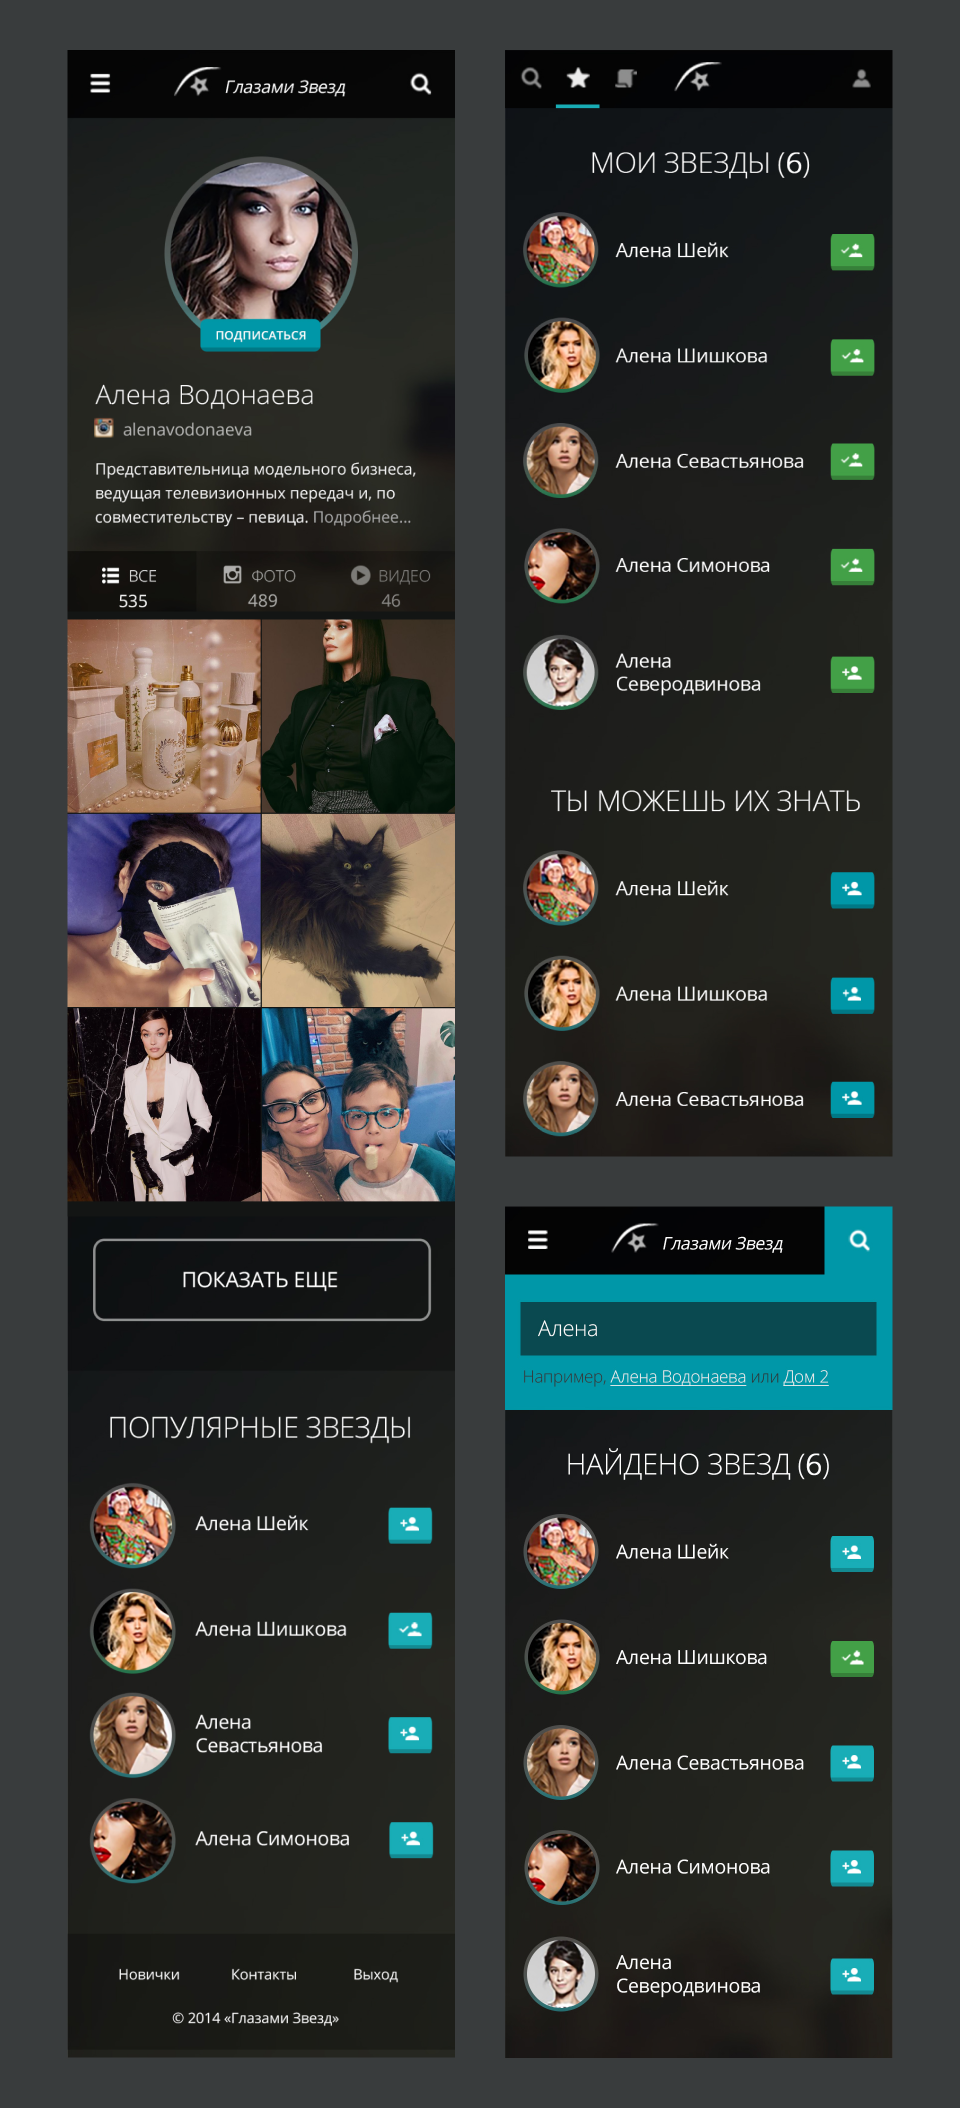 Глазами Звезд
ПОДПИСАТЬСЯ
Алена Водонаева
alenavodonaeva
Представительница модельного бизнеса,
ведущая телевизионных передач и, по
совместительству – певица. Подробнее...
ВСЕ
535
ФОТО
489
ВИДЕО
46
ПОКАЗАТЬ ЕЩЕ
ПОПУЛЯРНЫЕ ЗВЕЗДЫ
Алена Шейк
Алена Шишкова
Алена
Севастьянова
Алена Симонова
Новички
Контакты
Выход
© 2014 «Глазами Звезд»
МОИ ЗВЕЗДЫ (6)
Алена Шейк
Алена Шишкова
Алена Севастьянова
Алена Симонова
Алена
Северодвинова
ТЫ МОЖЕШЬ ИХ ЗНАТЬ
Алена Шейк
Алена Шишкова
Алена Севастьянова
Глазами Звезд
Алена
Например, Алена Водонаева или Дом 2
НАЙДЕНО ЗВЕЗД (6)
Алена Шейк
Алена Шишкова
Алена Севастьянова
Алена Симонова
Алена
Северодвинова